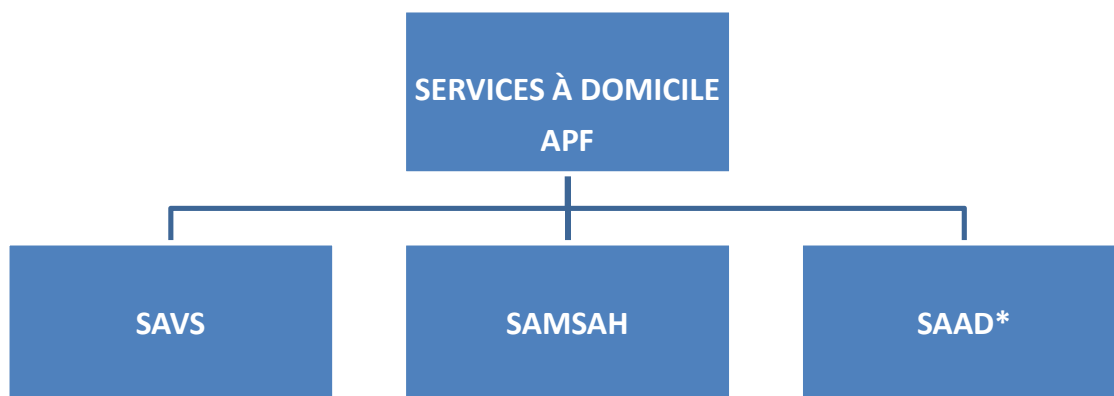 SERVICES À DOMICILE
APF
SAVS
SAMSAH
SAAD*